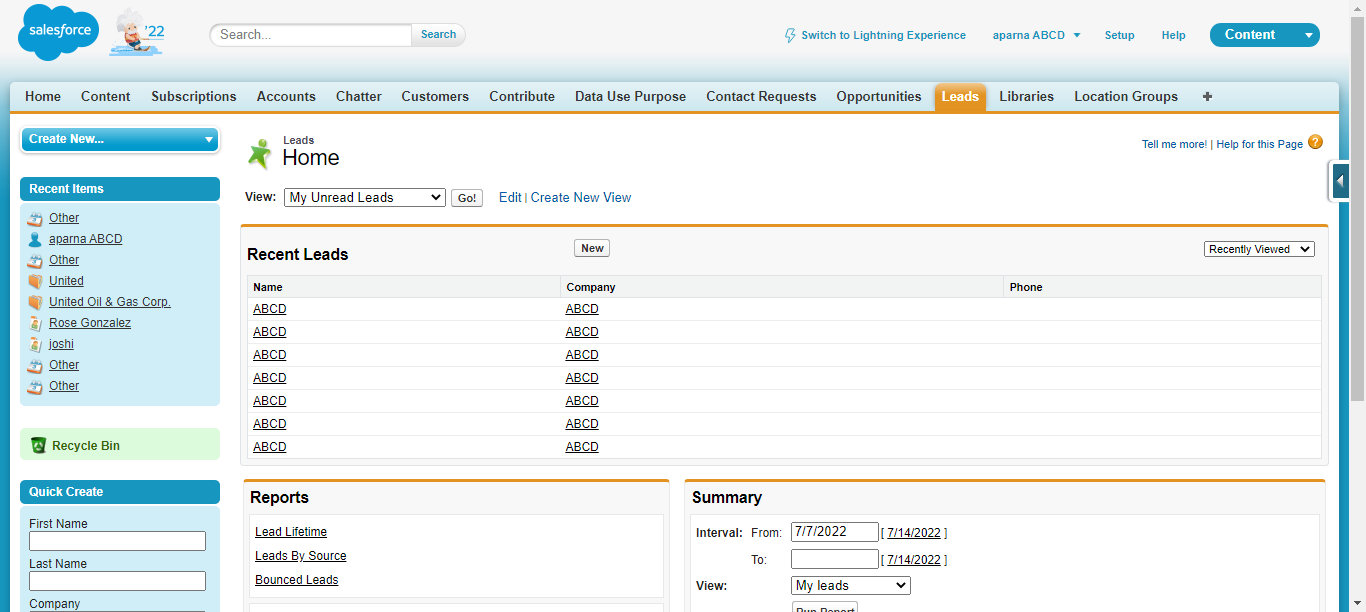 salesforce
'22
Search...
Search
Switch to Lightning Experience
aparna ABCD
Setup
Help
Content
Home Content Subscriptions Accounts Chatter Customers Contribute Data Use Purpose Contact Requests Opportunities Leads Libraries Location Groups +
Create New...
Recent Items
Other
aparna ABCD
Other
United
United Oil & Gas Corp.
Rose Gonzalez
joshi
Other
Other
Recycle Bin
Quick Create
First Name
Last Name
Company
Leads
Home
Tell me more! | Help for this Page ?
View: My Unread Leads Go! Edit | Create New View
Recent Leads New Recently Viewed
Name Company Phone
ABCD ABCD
ABCD ABCD
ABCD ABCD
ABCD ABCD
ABCD ABCD
ABCD ABCD
ABCD ABCD
Reports
Lead Lifetime
Leads By Source
Bounced Leads
Summary
Interval: From: 7/7/2022 [ 7/14/2022 ]
To: [ 7/14/2022 ]
View: My leads
Run Report